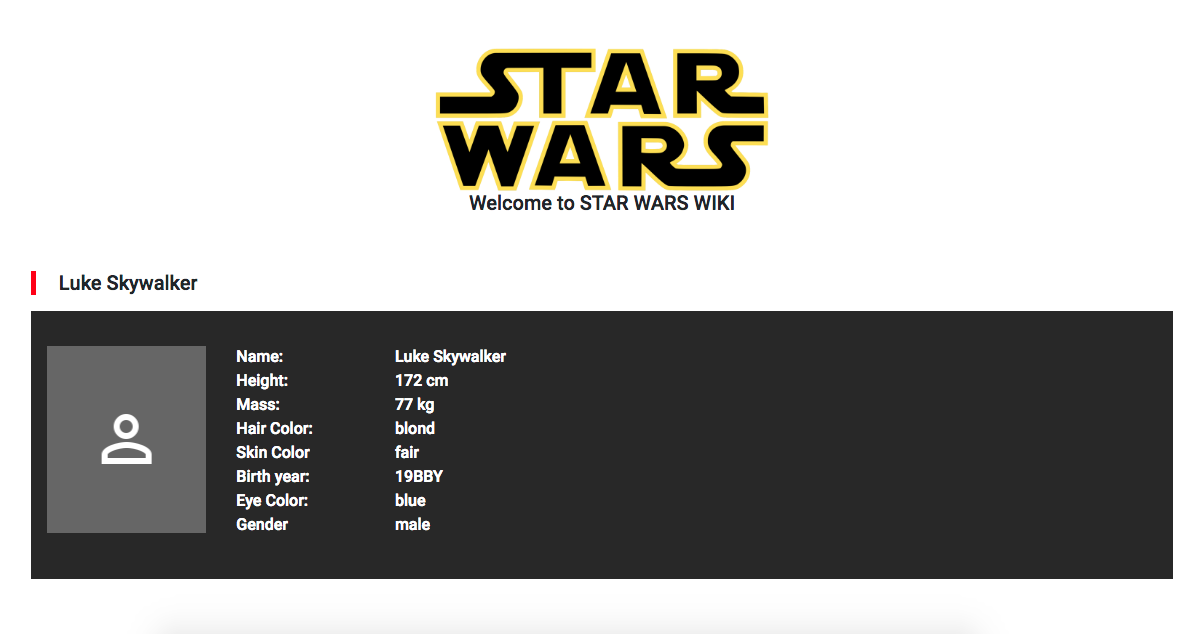 STAR
WARS
Welcome to STAR WARS WIKI
Luke Skywalker
Name: Luke Skywalker
Height: 172 cm
Mass: 77 kg
Hair Color: blond
Skin Color fair
Birth year: 19BBY
Eye Color: blue
Gender male